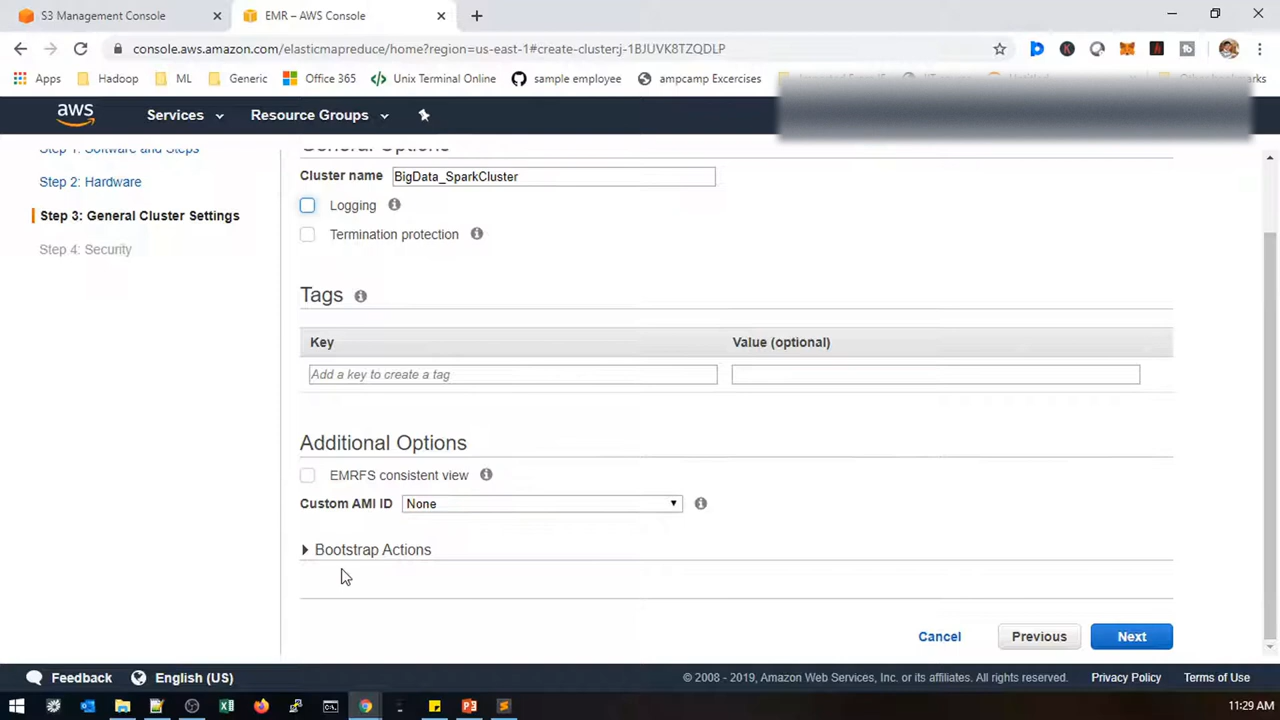 S3 Management Console
EMR – AWS Console
console.aws.amazon.com/elasticmapreduce/home?region=us-east-1#create-cluster:j-1BJUVK8TZQDLP
Apps
Hadoop
ML
Generic
Office 365
Unix Terminal Online
sample employee
ampcamp Excercises
aws
Services
Resource Groups
Step 1: Software and Steps
Step 2: Hardware
Step 3: General Cluster Settings
Step 4: Security
General Options
Cluster name
BigData_SparkCluster
Logging
Termination protection
Tags
Key
Value (optional)
Add a key to create a tag
Additional Options
EMRFS consistent view
Custom AMI ID
None
Bootstrap Actions
Cancel
Previous
Next
Feedback
English (US)
© 2008 - 2019, Amazon Web Services, Inc. or its affiliates. All rights reserved.
Privacy Policy
Terms of Use
11:29 AM